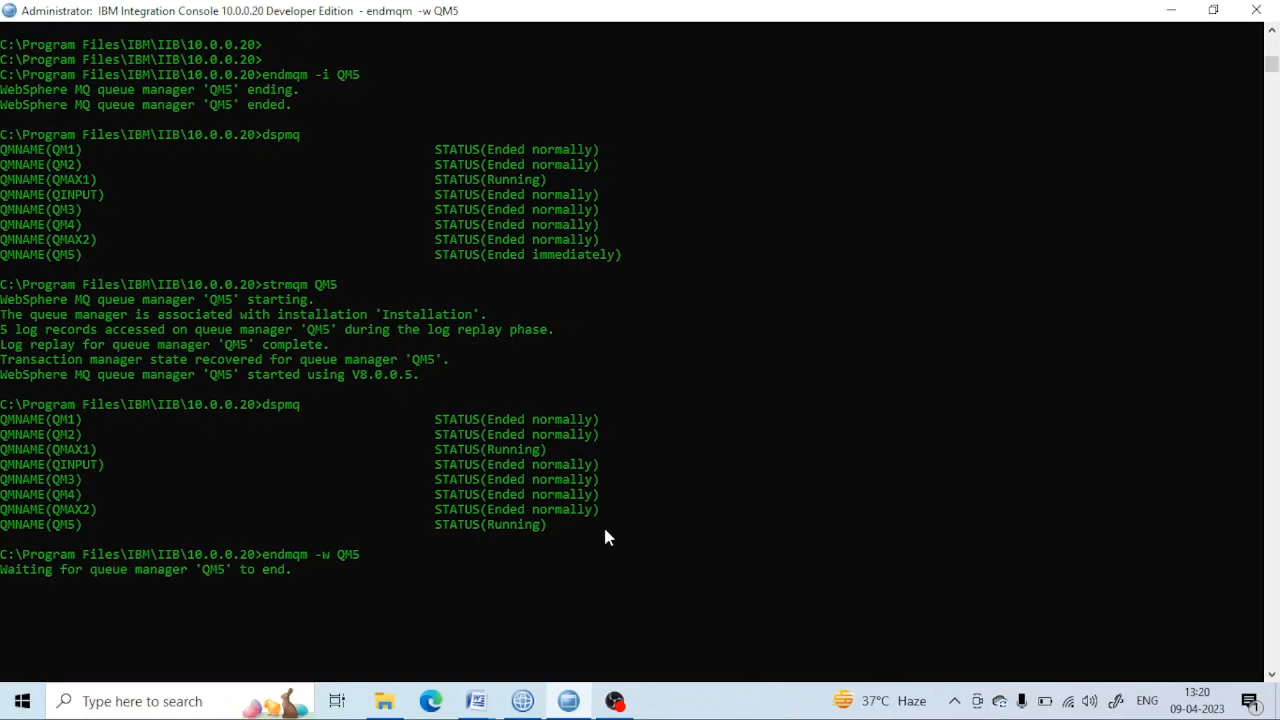 Administrator: IBM Integration Console 10.0.0.20 Developer Edition - endmqm -w QM5
C:\Program Files\IBM\IIB\10.0.0.20>
C:\Program Files\IBM\IIB\10.0.0.20>
C:\Program Files\IBM\IIB\10.0.0.20>endmqm -i QM5
WebSphere MQ queue manager 'QM5' ending.
WebSphere MQ queue manager 'QM5' ended.
C:\Program Files\IBM\IIB\10.0.0.20>dspmq
QMNAME(QM1) STATUS(Ended normally)
QMNAME(QM2) STATUS(Ended normally)
QMNAME(QMAX1) STATUS(Running)
QMNAME(QINPUT) STATUS(Ended normally)
QMNAME(QM3) STATUS(Ended normally)
QMNAME(QM4) STATUS(Ended normally)
QMNAME(QMAX2) STATUS(Ended normally)
QMNAME(QM5) STATUS(Ended immediately)
C:\Program Files\IBM\IIB\10.0.0.20>strmqm QM5
WebSphere MQ queue manager 'QM5' starting.
The queue manager is associated with installation 'Installation'.
5 log records accessed on queue manager 'QM5' during the log replay phase.
Log replay for queue manager 'QM5' complete.
Transaction manager state recovered for queue manager 'QM5'.
WebSphere MQ queue manager 'QM5' started using V8.0.0.5.
C:\Program Files\IBM\IIB\10.0.0.20>dspmq
QMNAME(QM1) STATUS(Ended normally)
QMNAME(QM2) STATUS(Ended normally)
QMNAME(QMAX1) STATUS(Running)
QMNAME(QINPUT) STATUS(Ended normally)
QMNAME(QM3) STATUS(Ended normally)
QMNAME(QM4) STATUS(Ended normally)
QMNAME(QMAX2) STATUS(Ended normally)
QMNAME(QM5) STATUS(Running)
C:\Program Files\IBM\IIB\10.0.0.20>endmqm -w QM5
Waiting for queue manager 'QM5' to end.
Type here to search
37°C Haze
ENG
13:20
09-04-2023
1